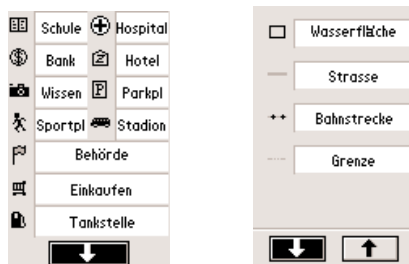 Schule Hospital
Bank Hotel
Wissen P Parkpl
Sportpl Stadion
Behörde
Einkaufen
Tankstelle
Wasserfläche
Strasse
Bahnstrecke
Grenze